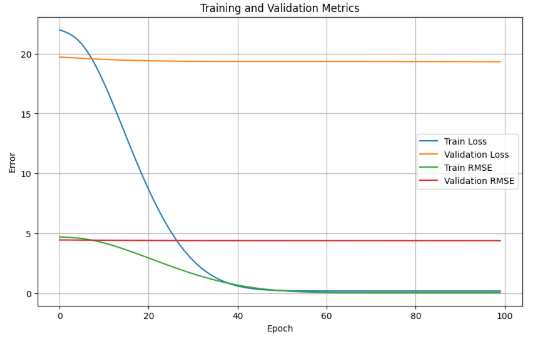 Training and Validation Metrics
Error
20
15
10
5
0
Train Loss
Validation Loss
Train RMSE
Validation RMSE
0
20
40
60
80
100
Epoch